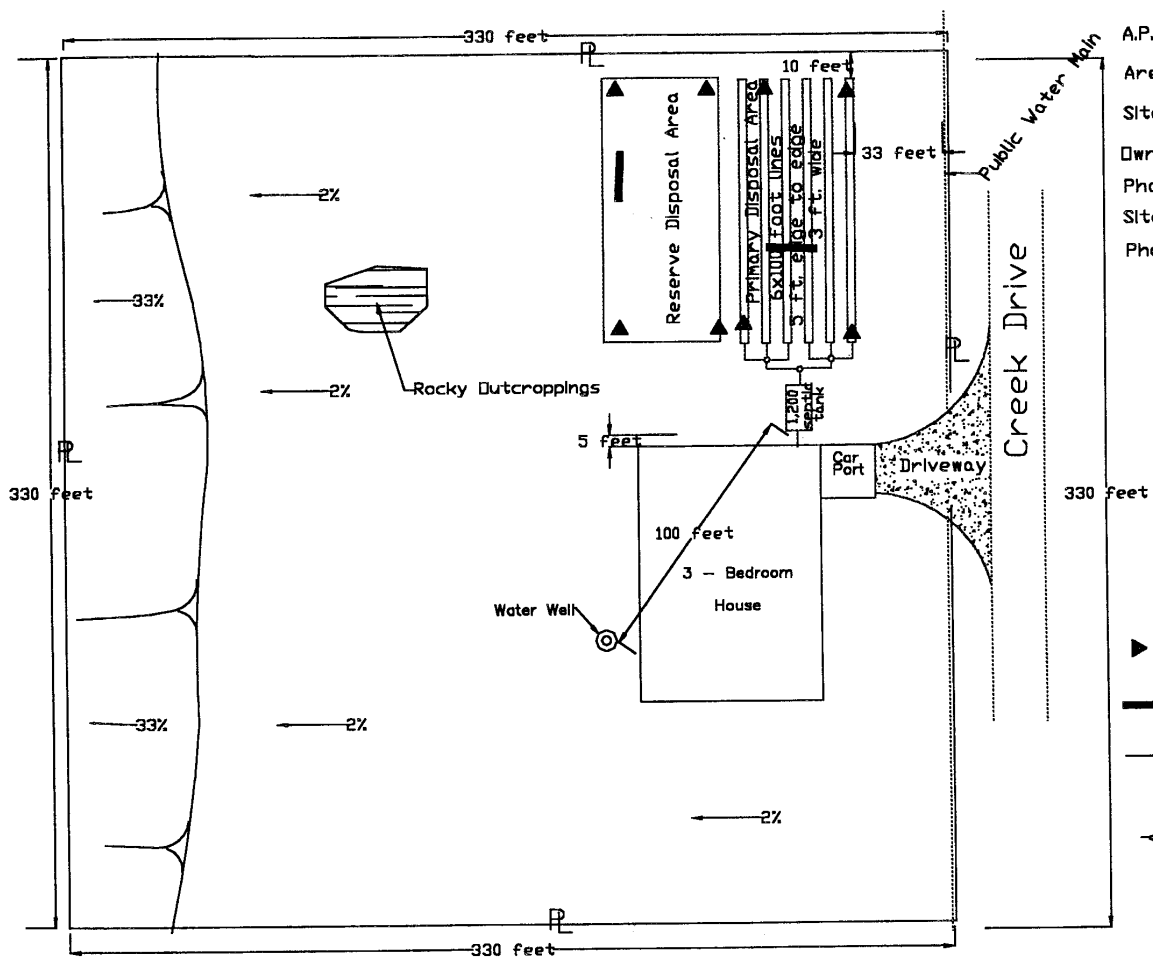 330 feet
PL
A.P.
10 feet
Public Water Main
Are
330 feet
Reserve Disposal Area
Primary Disposal Area
6x100 foot lines
5 ft. edge to edge
3 ft. wide
33 feet
Site
Own
Pho
Site
Pho
2%
33%
Rocky Outcroppings
2%
PL
Creek Drive
1,200
septic
tank
5 feet
PL
Car
Port
Driveway
330 feet
100 feet
3 - Bedroom
House
Water Well
33%
2%
2%
PL
330 feet